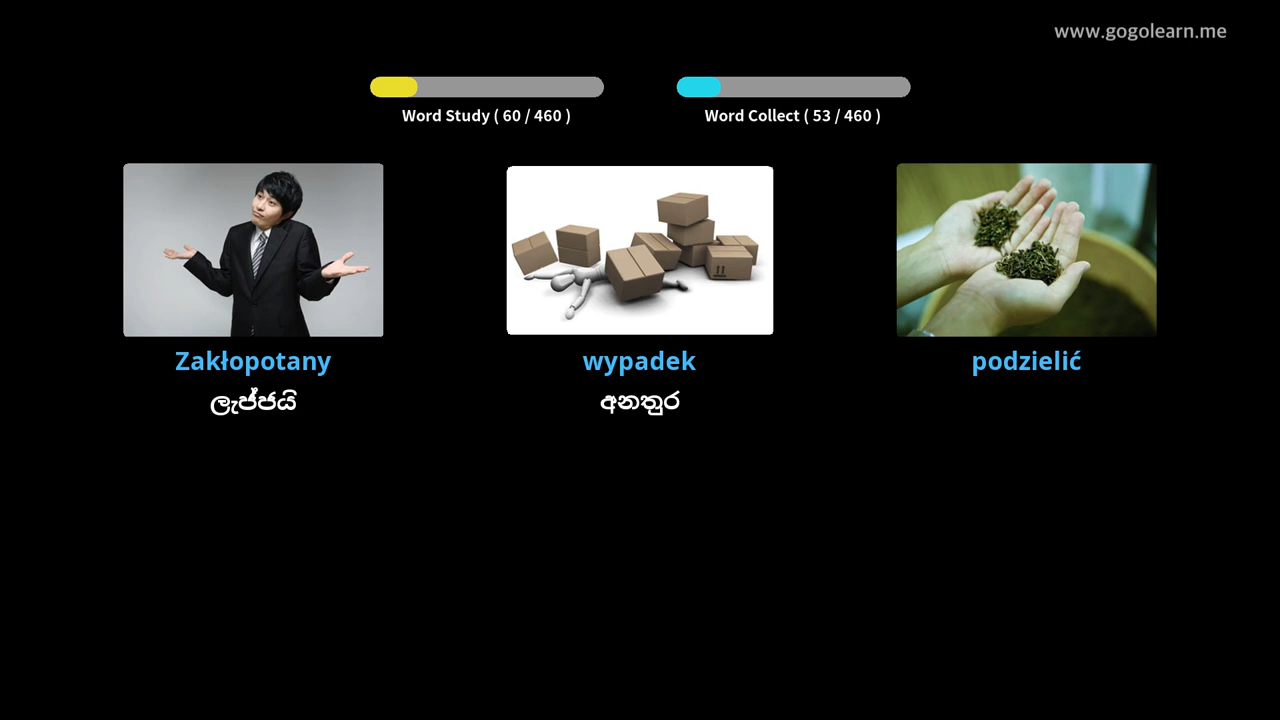 www.gogolearn.me
Word Study ( 60 / 460 )
Word Collect ( 53 / 460 )
Zakłopotany
ලැජ්ජයි
wypadek
අනතුර
podzielić